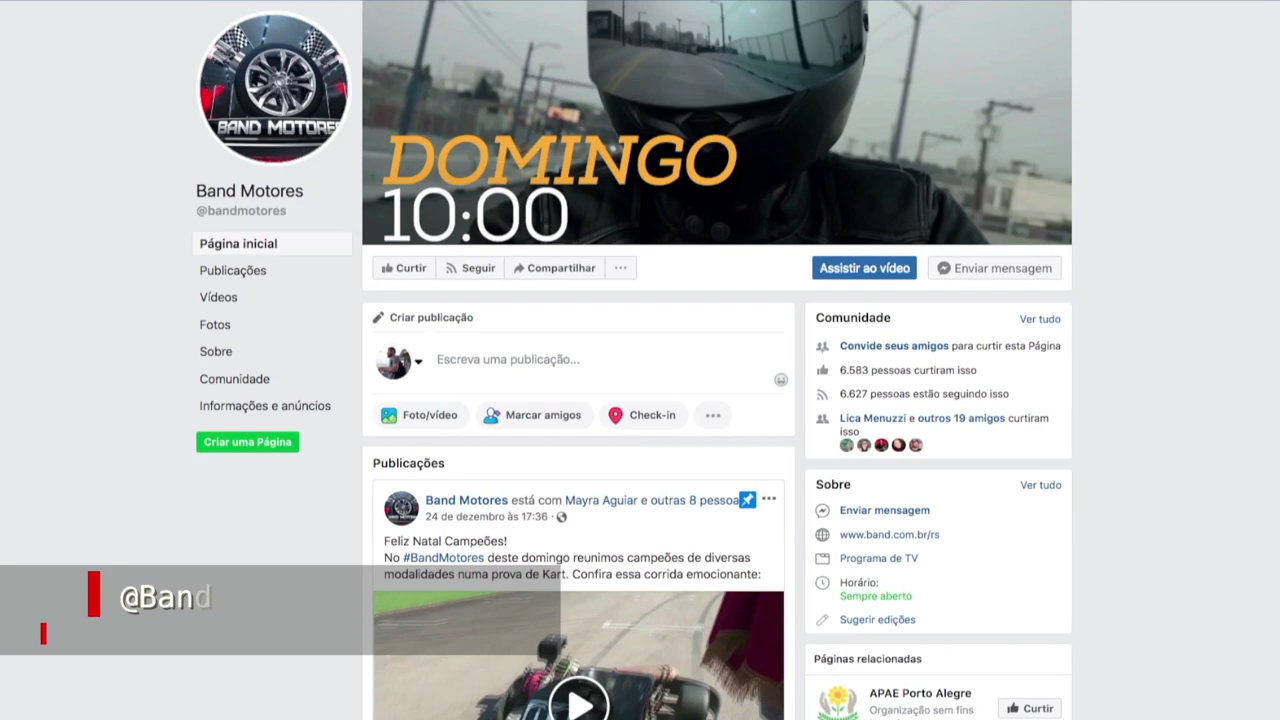 BAND MOTORES
Band Motores
@bandmotores
Página inicial
Publicações
Vídeos
Fotos
Sobre
Comunidade
Informações e anúncios
Criar uma Página
DOMINGO
10:00
Curtir
Seguir
Compartilhar
Assistir ao vídeo
Enviar mensagem
Criar publicação
Escreva uma publicação...
Foto/vídeo
Marcar amigos
Check-in
Publicações
Band Motores está com Mayra Aguiar e outras 8 pessoa
24 de dezembro às 17:36 ·
Feliz Natal Campeões!
No #BandMotores deste domingo reunimos campeões de diversas
modalidades numa prova de Kart. Confira essa corrida emocionante:
Comunidade
Ver tudo
Convide seus amigos para curtir esta Página
6.583 pessoas curtiram isso
6.627 pessoas estão seguindo isso
Lica Menuzzi e outros 19 amigos curtiram
isso
Sobre
Ver tudo
Enviar mensagem
www.band.com.br/rs
Programa de TV
Horário:
Sempre aberto
Sugerir edições
Páginas relacionadas
APAE Porto Alegre
Organização sem fins
Curtir
@Band